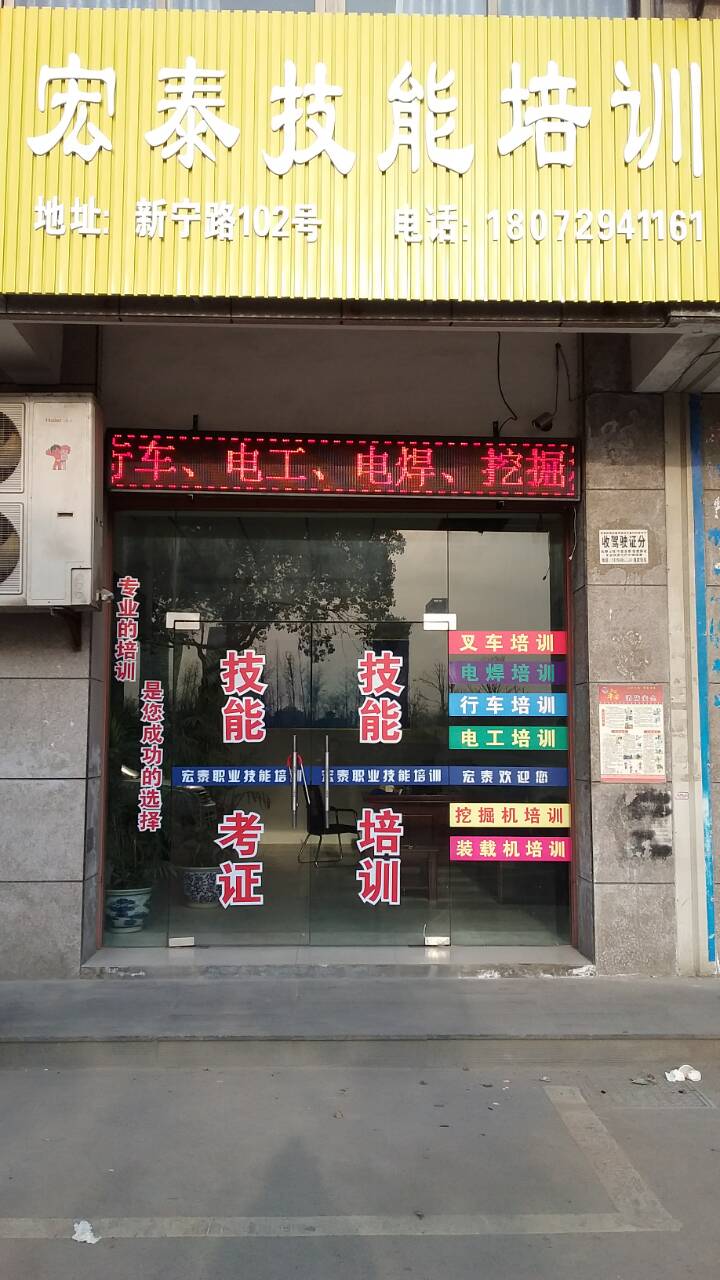 宏泰技能培训
地址: 新宁路102号 电话: 18072941161
行车、电工、电焊、挖掘
专业的培训
是您成功的选择
技能
考证
技能
培训
宏泰职业技能培训
宏泰职业技能培训
叉车培训
电焊培训
行车培训
电工培训
宏泰欢迎您
挖掘机培训
装载机培训
收驾驶证分
Haier